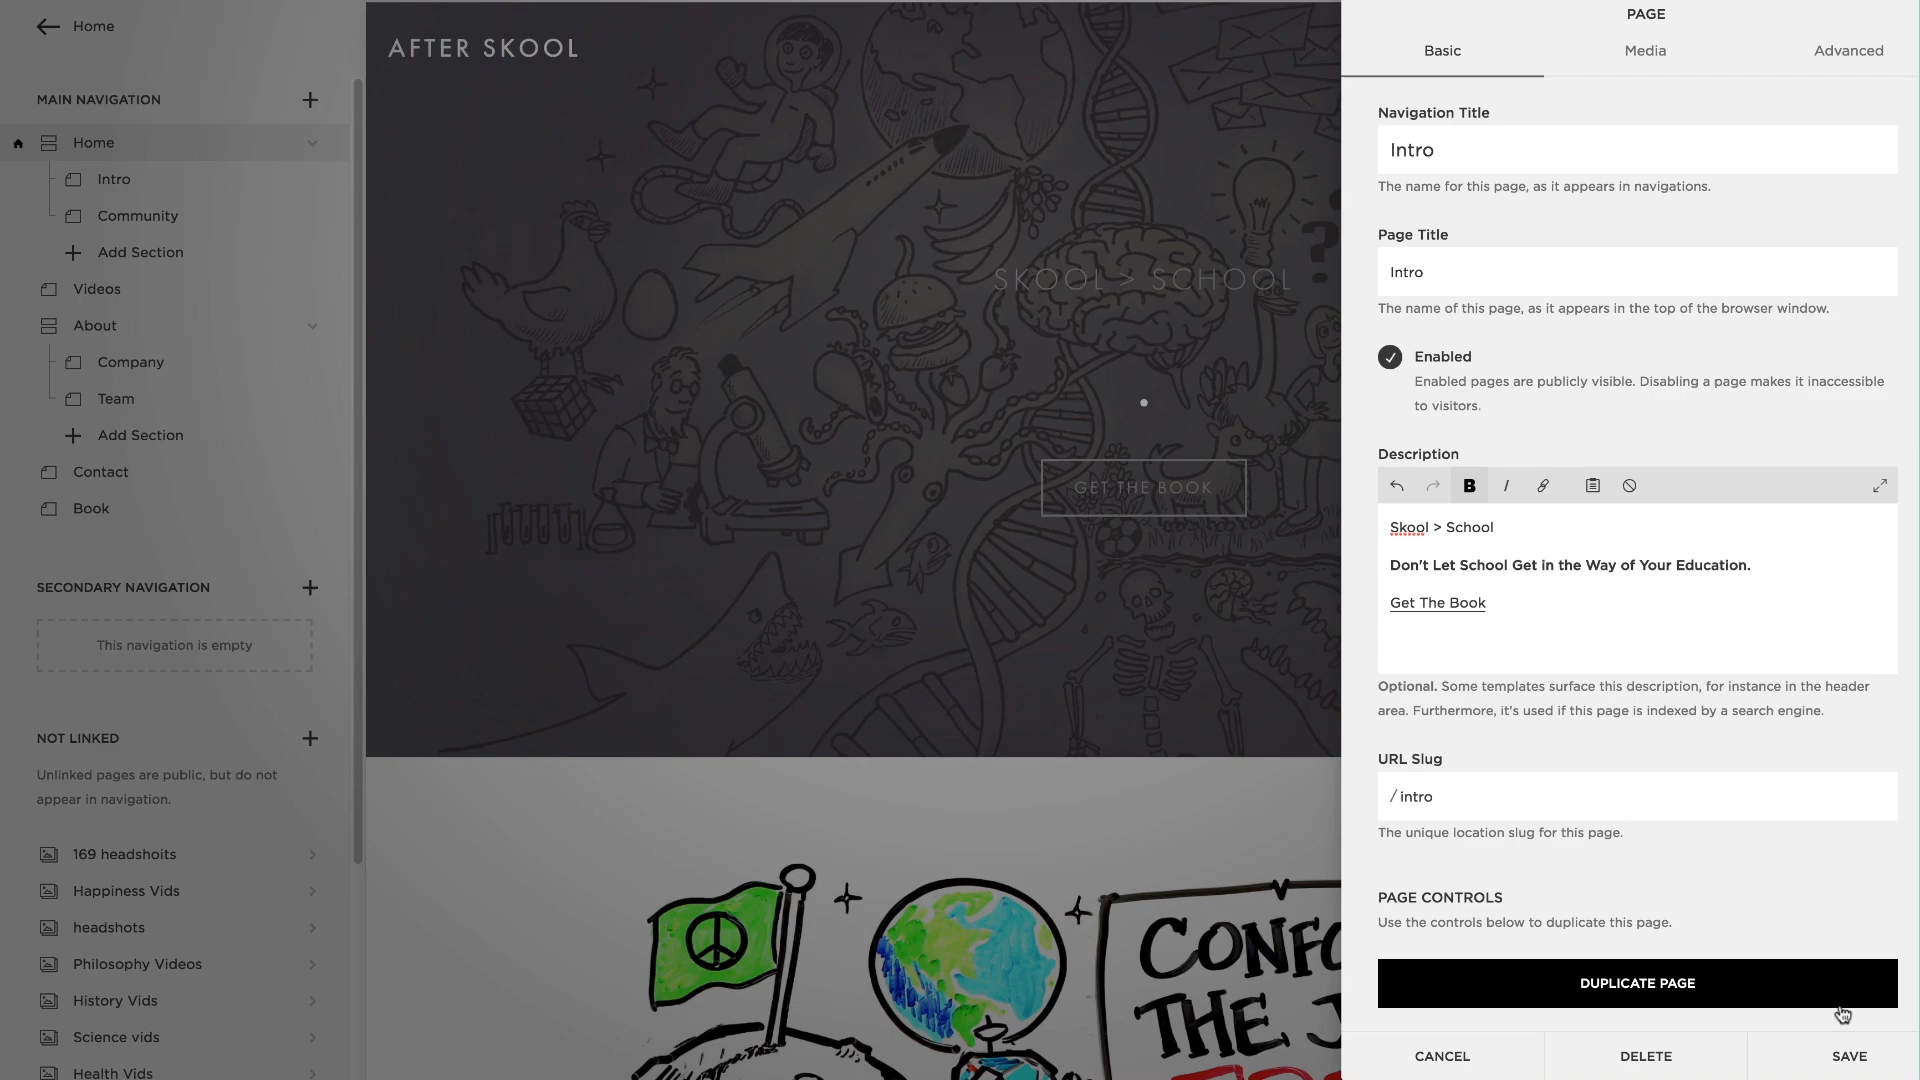 Home
MAIN NAVIGATION
Home
Intro
Community
Add Section
Videos
About
Company
Team
Add Section
Contact
Book
SECONDARY NAVIGATION
This navigation is empty
NOT LINKED
Unlinked pages are public, but do not
appear in navigation.
169 headshoits
Happiness Vids
headshots
Philosophy Videos
History Vids
Science vids
Health Vids
AFTER SKOOL
SKOOL > SCHOOL
GET THE BOOK
THE
PAGE
Basic
Media
Advanced
Navigation Title
Intro
The name for this page, as it appears in navigations.
Page Title
Intro
The name of this page, as it appears in the top of the browser window.
Enabled
Enabled pages are publicly visible. Disabling a page makes it inaccessible
to visitors.
Description
B I
Skool > School
Don't Let School Get in the Way of Your Education.
Get The Book
Optional. Some templates surface this description, for instance in the header
area. Furthermore, it's used if this page is indexed by a search engine.
URL Slug
/ intro
The unique location slug for this page.
PAGE CONTROLS
Use the controls below to duplicate this page.
DUPLICATE PAGE
CANCEL
DELETE
SAVE